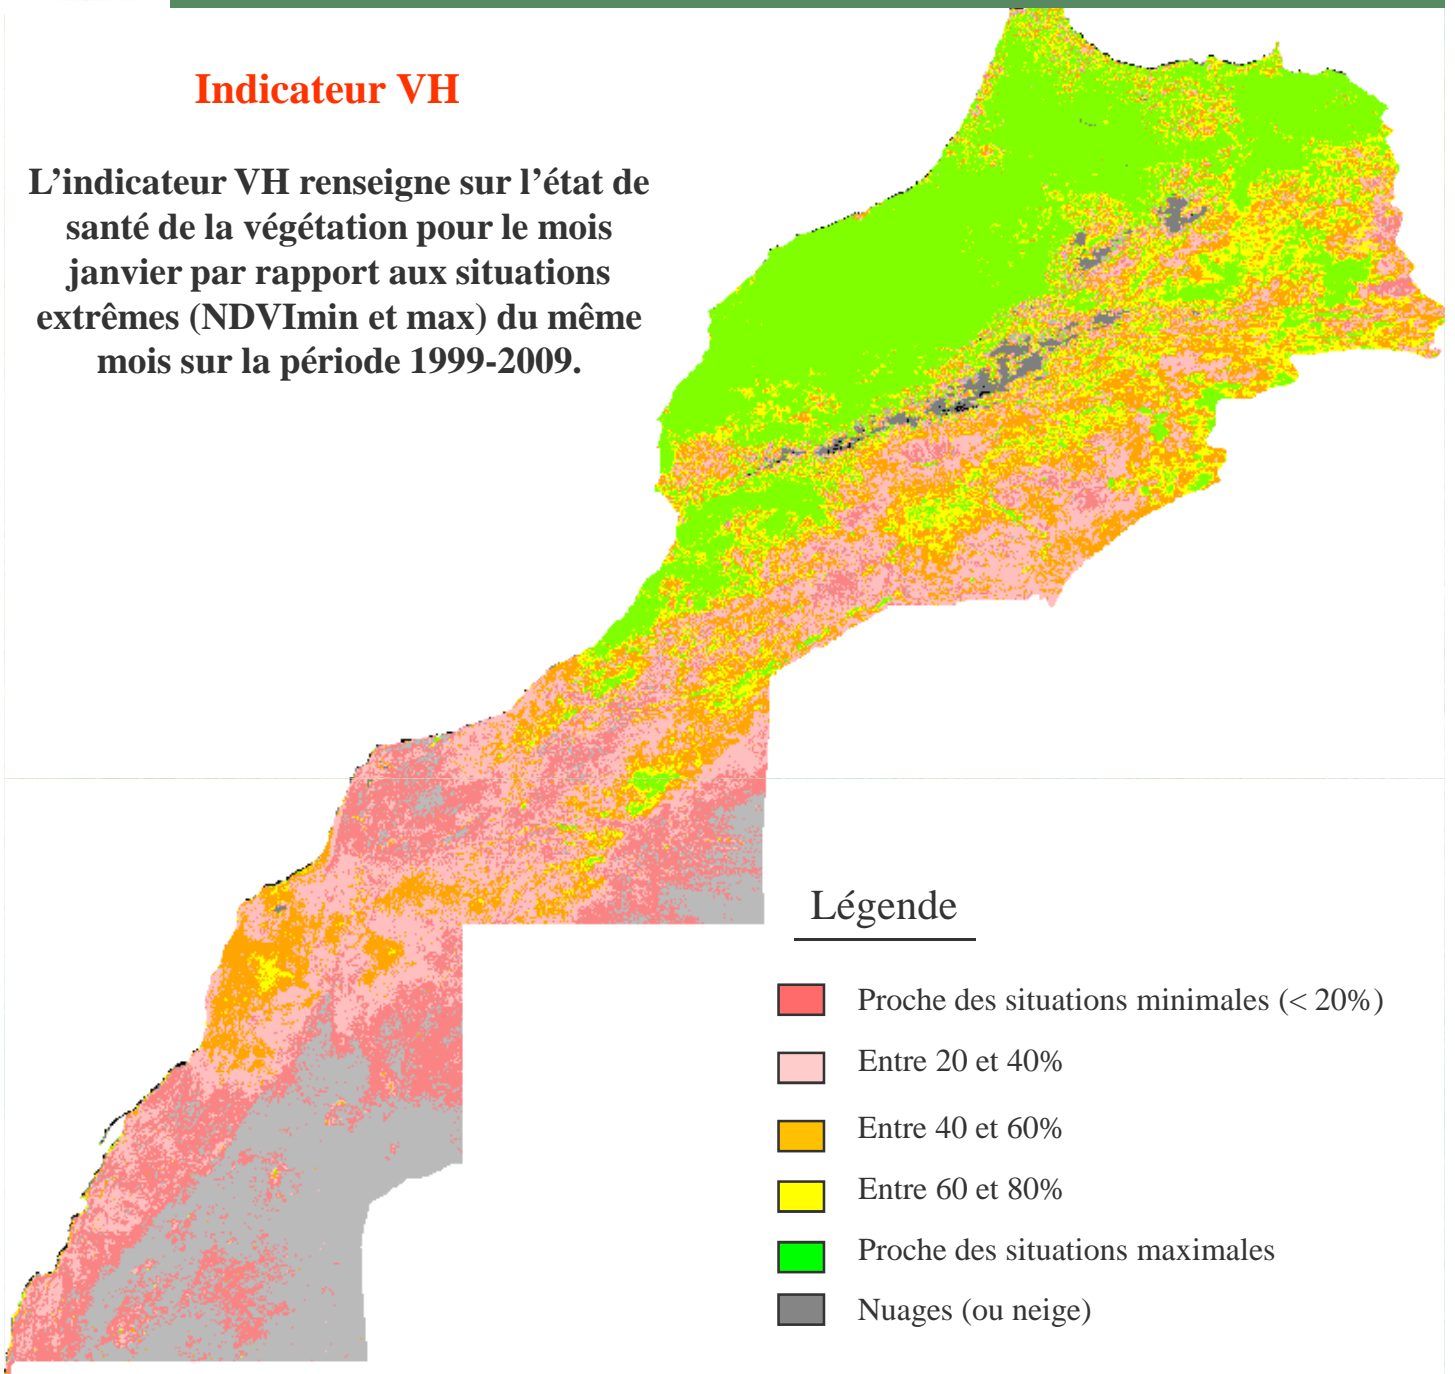 Indicateur VH
L’indicateur VH renseigne sur l’état de
santé de la végétation pour le mois
janvier par rapport aux situations
extrêmes (NDVImin et max) du même
mois sur la période 1999-2009.
Légende
Proche des situations minimales (< 20%)
Entre 20 et 40%
Entre 40 et 60%
Entre 60 et 80%
Proche des situations maximales
Nuages (ou neige)